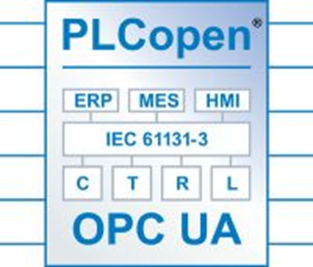 PLCopen®
ERP MES HMI
IEC 61131-3
C T R L
OPC UA